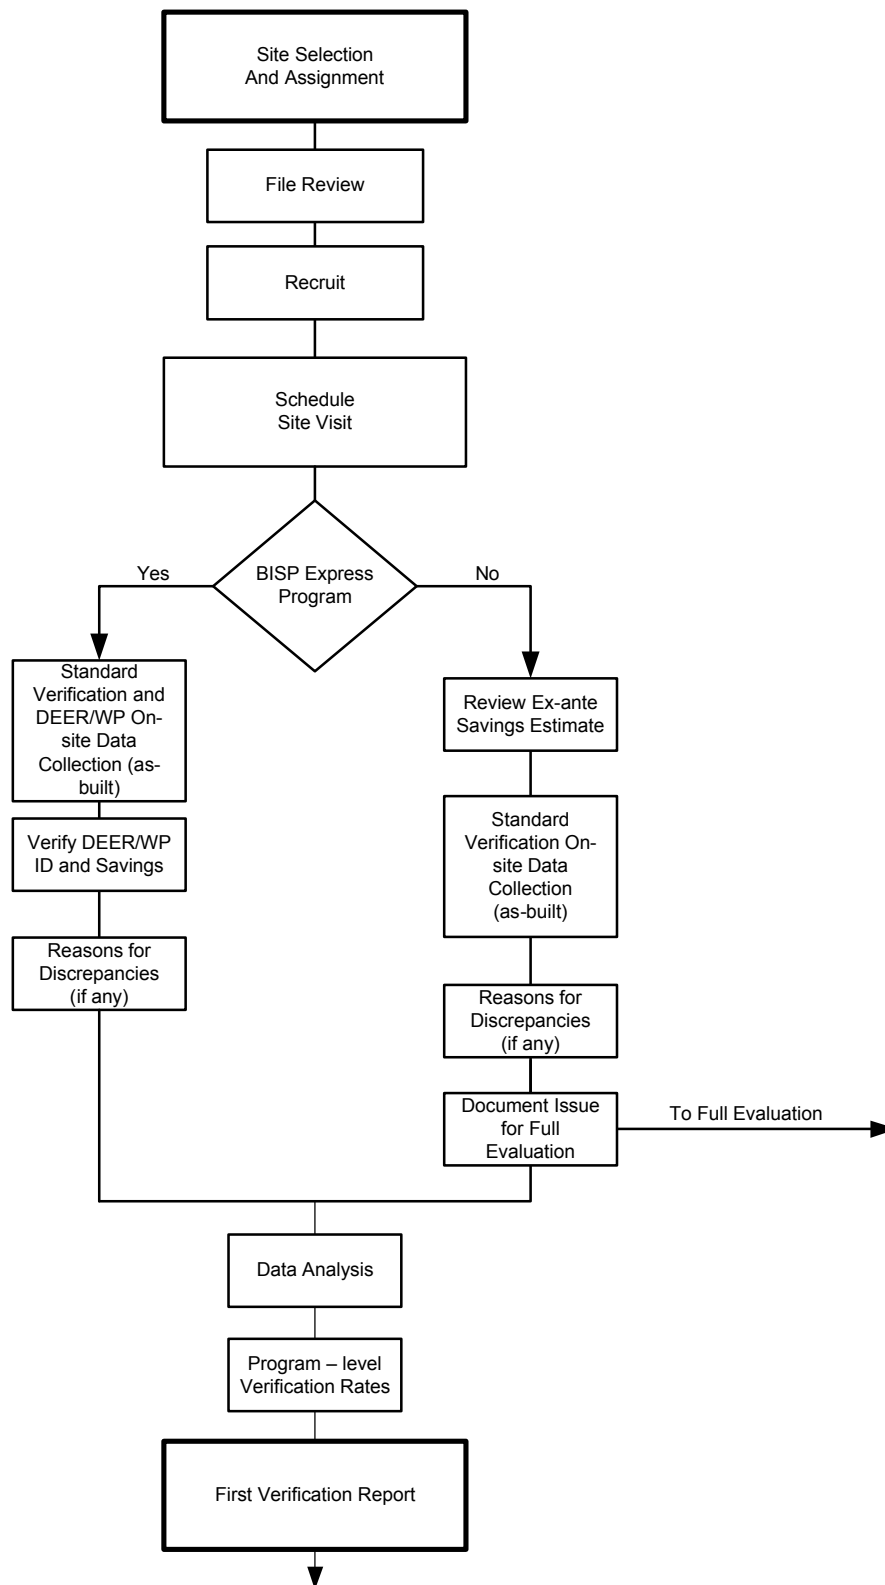 Site Selection
And Assignment
File Review
Recruit
Schedule
Site Visit
BISP Express
Program
Yes
No
Standard
Verification and
DEER/WP On-
site Data
Collection (as-
built)
Verify DEER/WP
ID and Savings
Reasons for
Discrepancies
(if any)
Review Ex-ante
Savings Estimate
Standard
Verification On-
site Data
Collection
(as-built)
Reasons for
Discrepancies
(if any)
Document Issue
for Full
Evaluation
To Full Evaluation
Data Analysis
Program – level
Verification Rates
First Verification Report